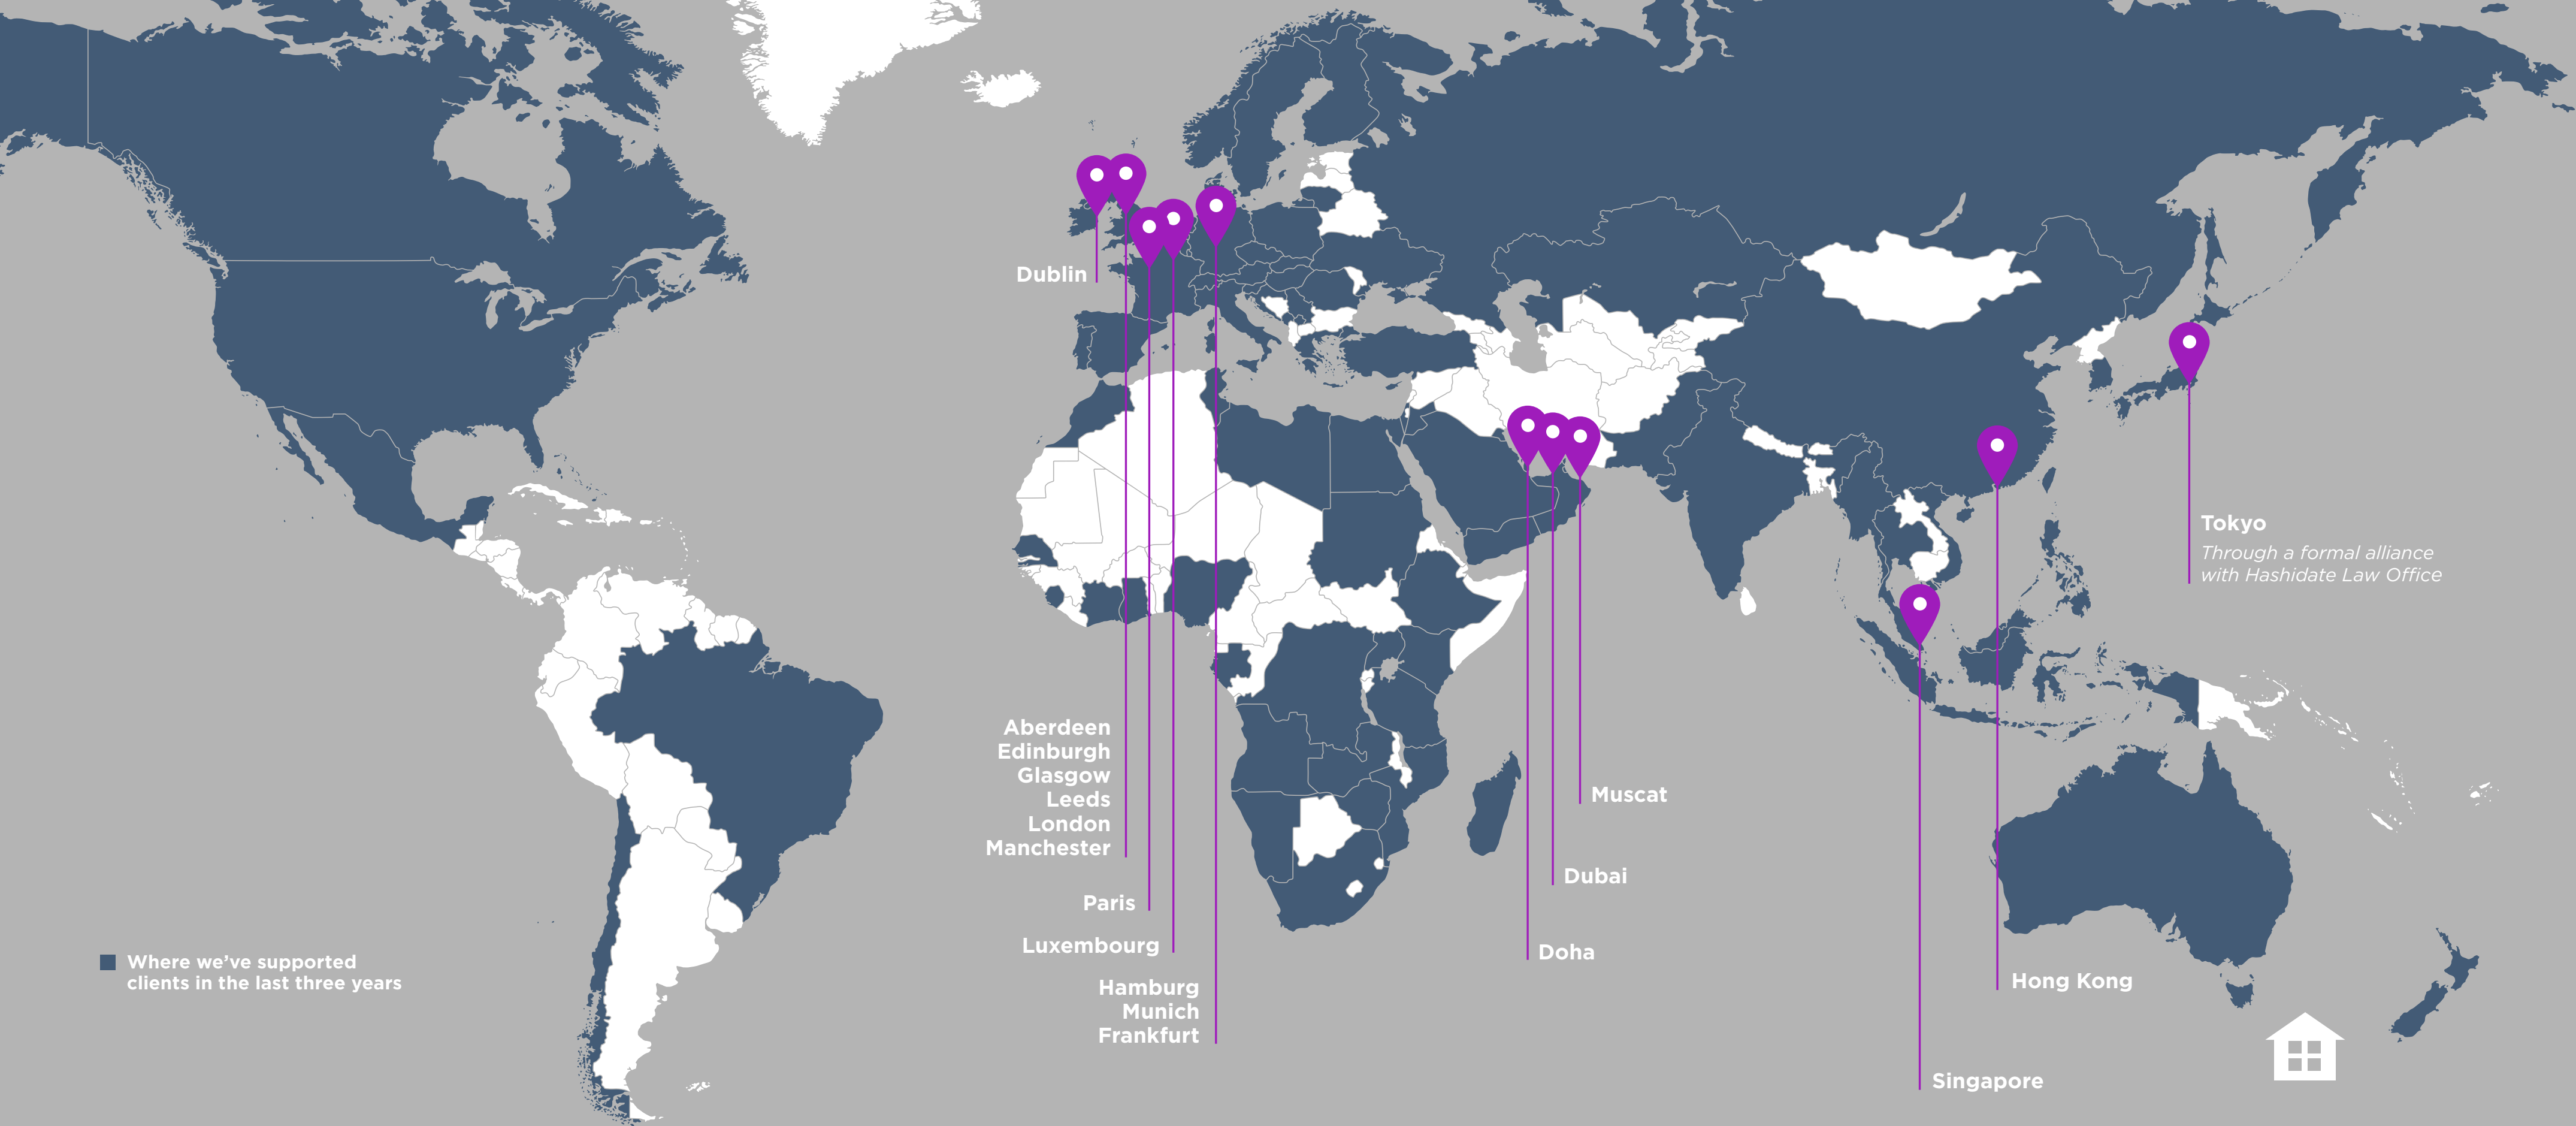 Dublin
Tokyo
Through a formal alliance
with Hashidate Law Office
Aberdeen
Edinburgh
Glasgow
Leeds
London
Manchester
Muscat
Dubai
Paris
Luxembourg
Doha
Where we’ve supported
clients in the last three years
Hamburg
Munich
Frankfurt
Hong Kong
Singapore